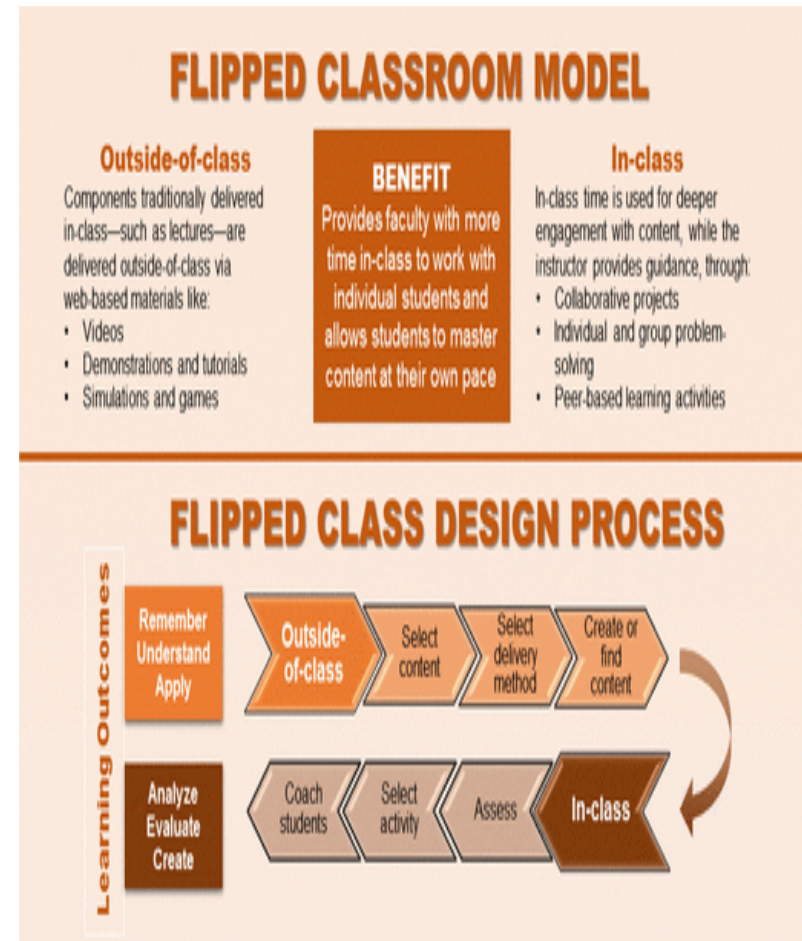 FLIPPED CLASSROOM MODEL
Outside-of-class
Components traditionally delivered
in-class—such as lectures—are
delivered outside-of-class via
web-based materials like:
• Videos
• Demonstrations and tutorials
• Simulations and games
BENEFIT
Provides faculty with more
time in-class to work with
individual students and
allows students to master
content at their own pace
In-class
In-class time is used for deeper
engagement with content, while the
instructor provides guidance, through:
• Collaborative projects
• Individual and group problem-
solving
• Peer-based learning activities
FLIPPED CLASS DESIGN PROCESS
Learning Outcomes
Remember
Understand
Apply
Outside-
of-class
Select
content
Select
delivery
method
Create or
find
content
Analyze
Evaluate
Create
Coach
students
Select
activity
Assess
In-class